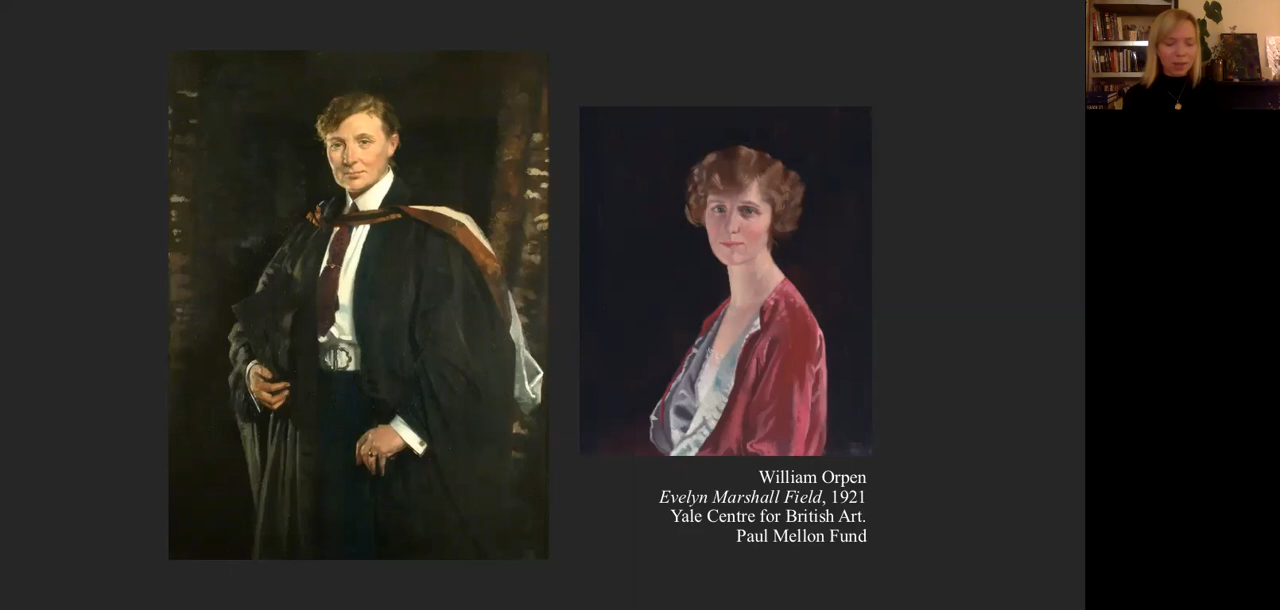 William Orpen
Evelyn Marshall Field, 1921
Yale Centre for British Art.
Paul Mellon Fund